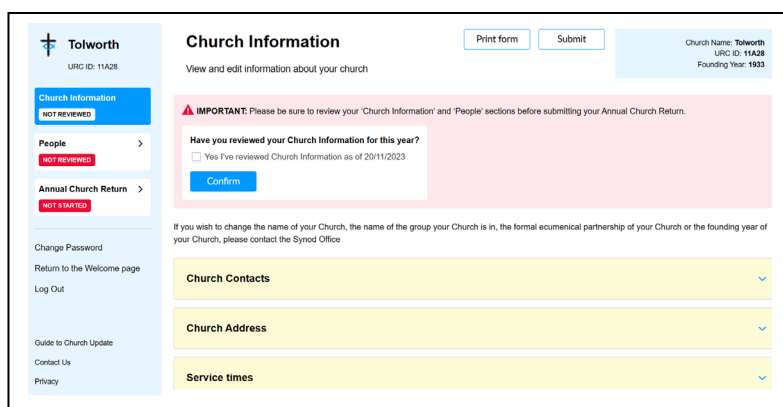 Tolworth
URC ID: 11A28
Church Information
NOT REVIEWED
People
NOT REVIEWED
Annual Church Return
NOT STARTED
Change Password
Return to the Welcome page
Log Out
Guide to Church Update
Contact Us
Privacy
Church Information
View and edit information about your church
Print form
Submit
Church Name: Tolworth
URC ID: 11A28
Founding Year: 1933
IMPORTANT: Please be sure to review your 'Church Information' and 'People' sections before submitting your Annual Church Return.
Have you reviewed your Church Information for this year?
Yes I've reviewed Church Information as of 20/11/2023
Confirm
If you wish to change the name of your Church, the name of the group your Church is in, the formal ecumenical partnership of your Church or the founding year of
your Church, please contact the Synod Office
Church Contacts
Church Address
Service times